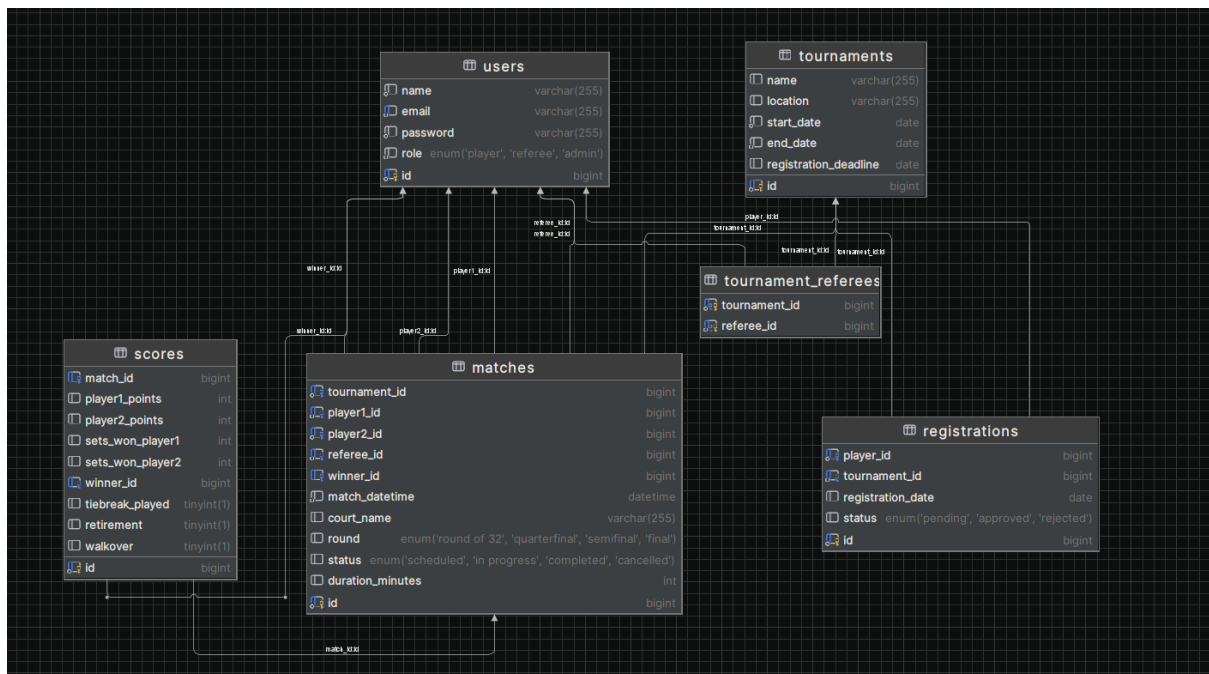 users
name varchar(255)
email varchar(255)
password varchar(255)
role enum('player', 'referee', 'admin')
id bigint
tournaments
name varchar(255)
location varchar(255)
start_date date
end_date date
registration_deadline date
id bigint
player_id:id
referee_id:id
tournament_id:id
referee_id:id
tournament_id:id tournament_id:id
winner_id:id
player1_id:id
tournament_referees
tournament_id bigint
referee_id bigint
winner_id:id
player2_id:id
scores
match_id bigint
player1_points int
player2_points int
sets_won_player1 int
sets_won_player2 int
winner_id bigint
tiebreak_played tinyint(1)
retirement tinyint(1)
walkover tinyint(1)
id bigint
matches
tournament_id bigint
player1_id bigint
player2_id bigint
referee_id bigint
winner_id bigint
match_datetime datetime
court_name varchar(255)
round enum('round of 32', 'quarterfinal', 'semifinal', 'final')
status enum('scheduled', 'in progress', 'completed', 'cancelled')
duration_minutes int
id bigint
registrations
player_id bigint
tournament_id bigint
registration_date date
status enum('pending', 'approved', 'rejected')
id bigint
match_id:id